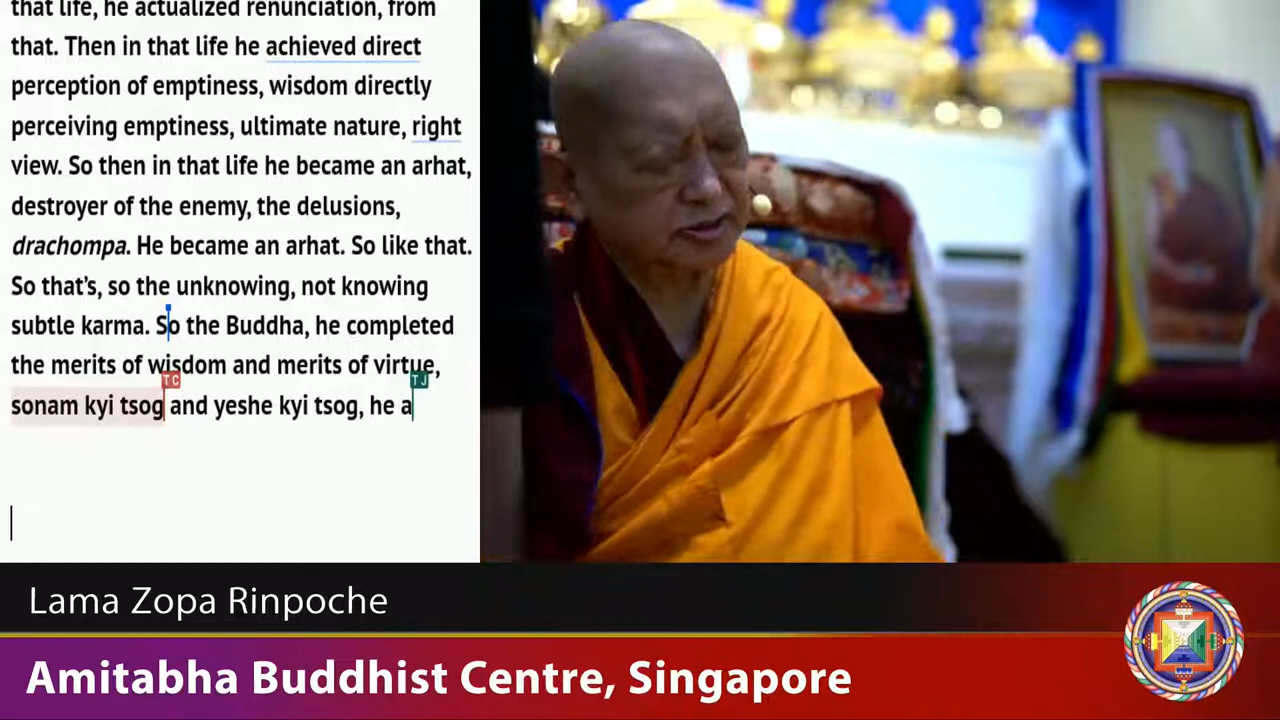 that life, he actualized renunciation, from
that. Then in that life he achieved direct
perception of emptiness, wisdom directly
perceiving emptiness, ultimate nature, right
view. So then in that life he became an arhat,
destroyer of the enemy, the delusions,
drachompa. He became an arhat. So like that.
So that’s, so the unknowing, not knowing
subtle karma. So the Buddha, he completed
the merits of wisdom and merits of virtue,
TC TJ
sonam kyi tsog and yeshe kyi tsog, he a
Lama Zopa Rinpoche
Amitabha Buddhist Centre, Singapore